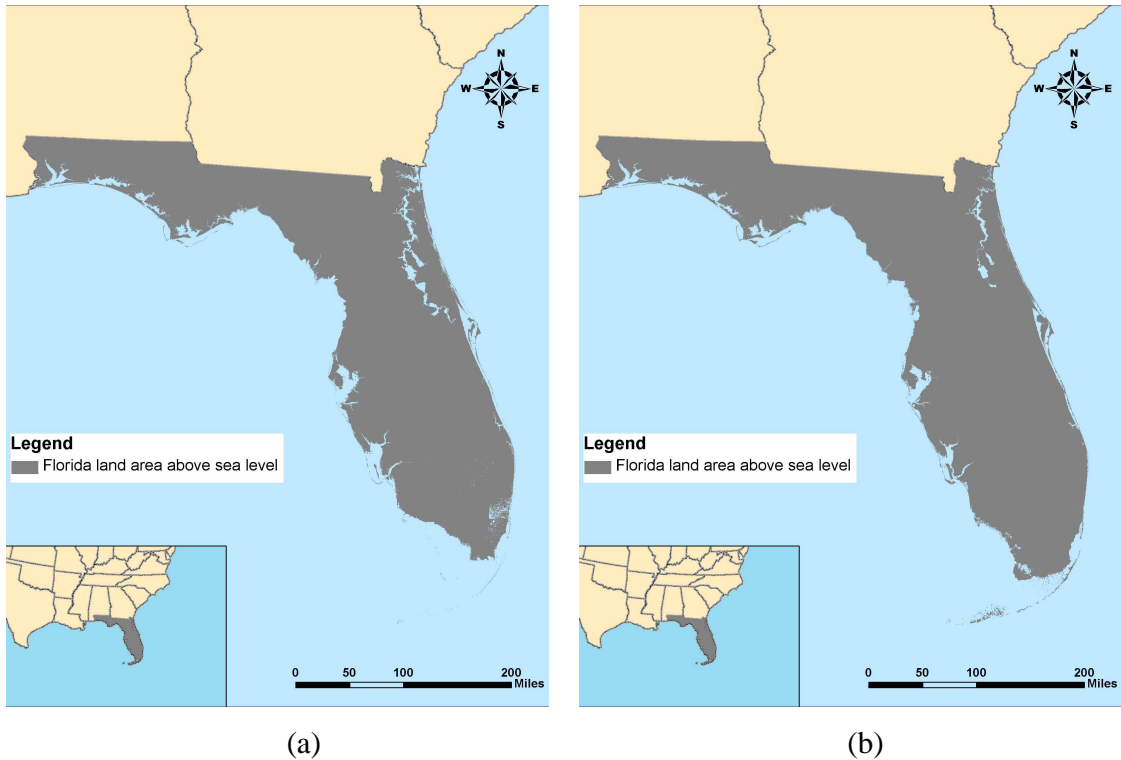 N
W E
S
Legend
Florida land area above sea level
0 50 100 200
Miles
(a)
N
W E
S
Legend
Florida land area above sea level
0 50 100 200
Miles
(b)